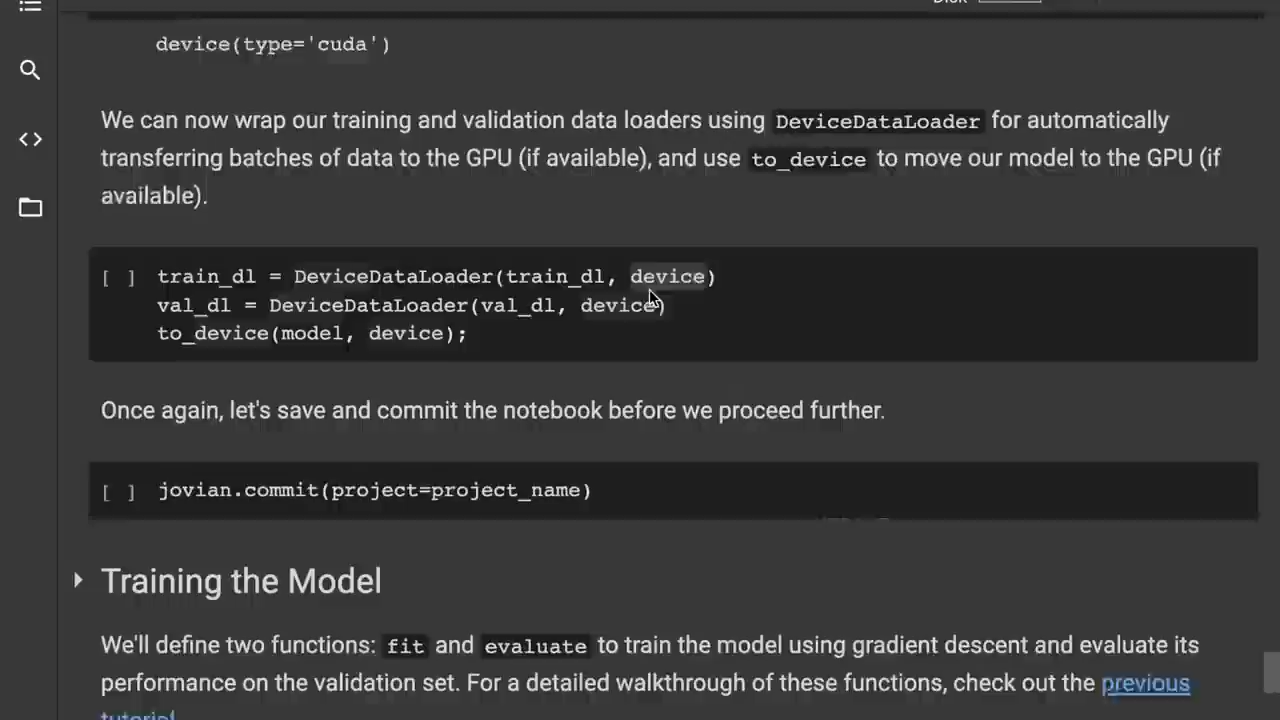 device(type='cuda')
We can now wrap our training and validation data loaders using DeviceDataLoader for automatically
transferring batches of data to the GPU (if available), and use to_device to move our model to the GPU (if
available).
[ ] train_dl = DeviceDataLoader(train_dl, device)
val_dl = DeviceDataLoader(val_dl, device)
to_device(model, device);
Once again, let's save and commit the notebook before we proceed further.
[ ] jovian.commit(project=project_name)
Training the Model
We'll define two functions: fit and evaluate to train the model using gradient descent and evaluate its
performance on the validation set. For a detailed walkthrough of these functions, check out the previous
tutorial